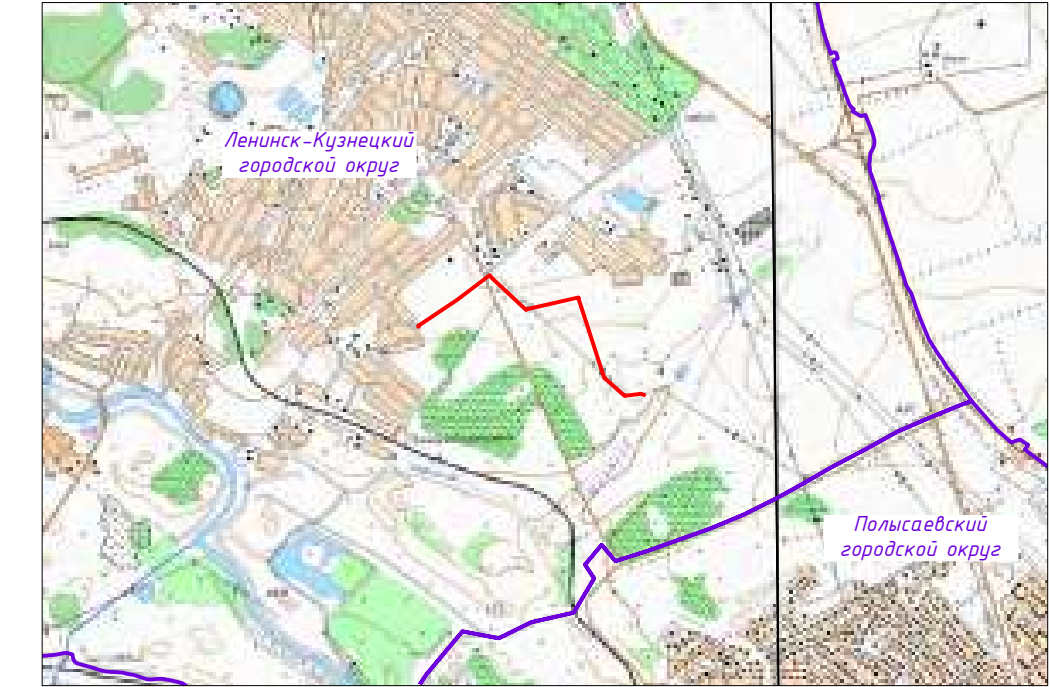 Ленинск-Кузнецкий
городской округ
Полысаевский
городской округ